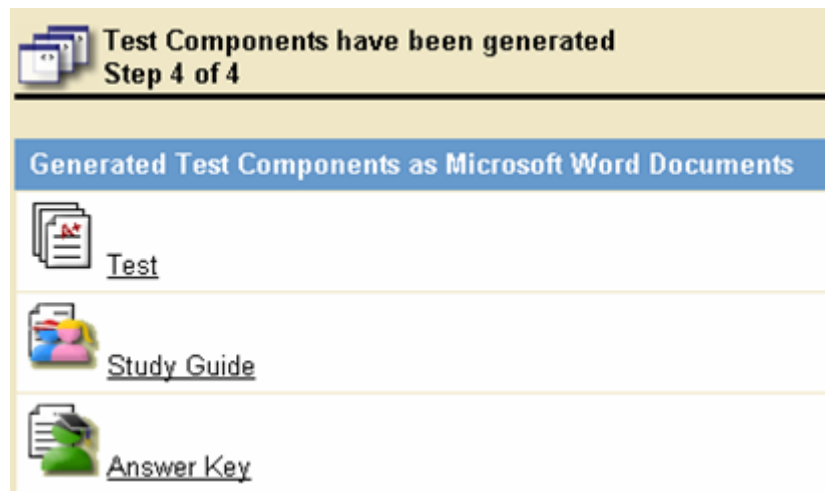 Test Components have been generated
Step 4 of 4
Generated Test Components as Microsoft Word Documents
Test
Study Guide
Answer Key